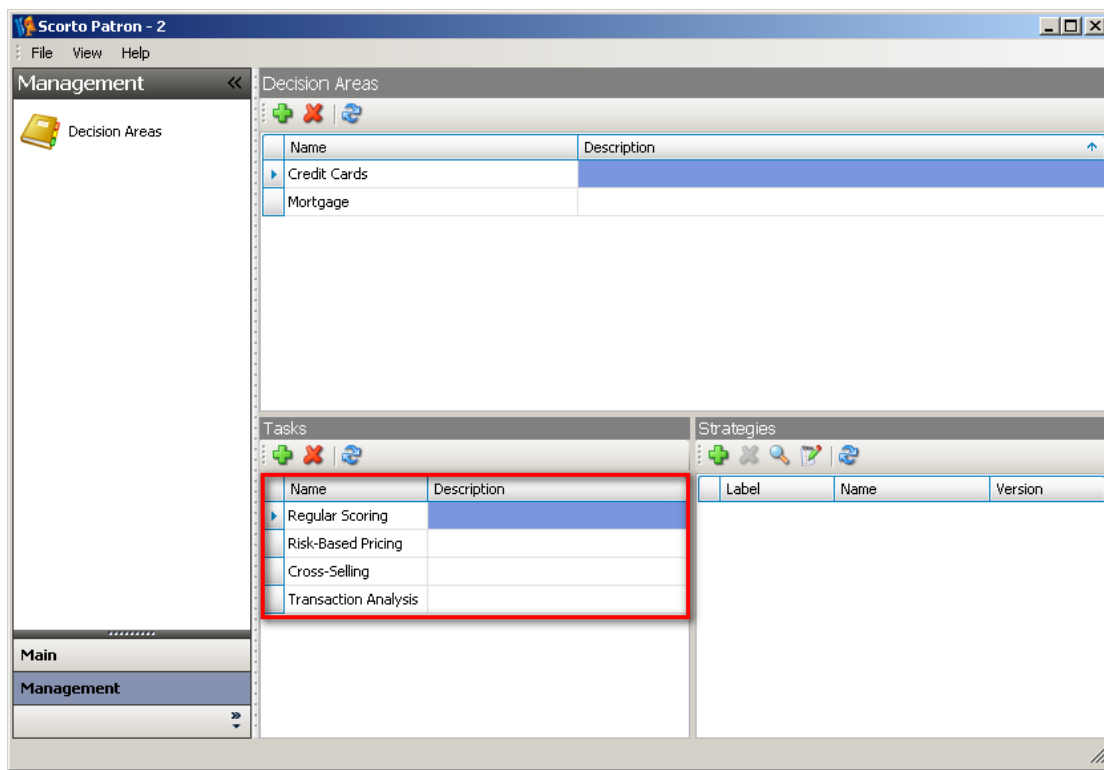 Scorto Patron - 2
File View Help
Management
Decision Areas
Decision Areas
Name Description
Credit Cards
Mortgage
Tasks
Name Description
Regular Scoring
Risk-Based Pricing
Cross-Selling
Transaction Analysis
Strategies
Label Name Version
Main
Management